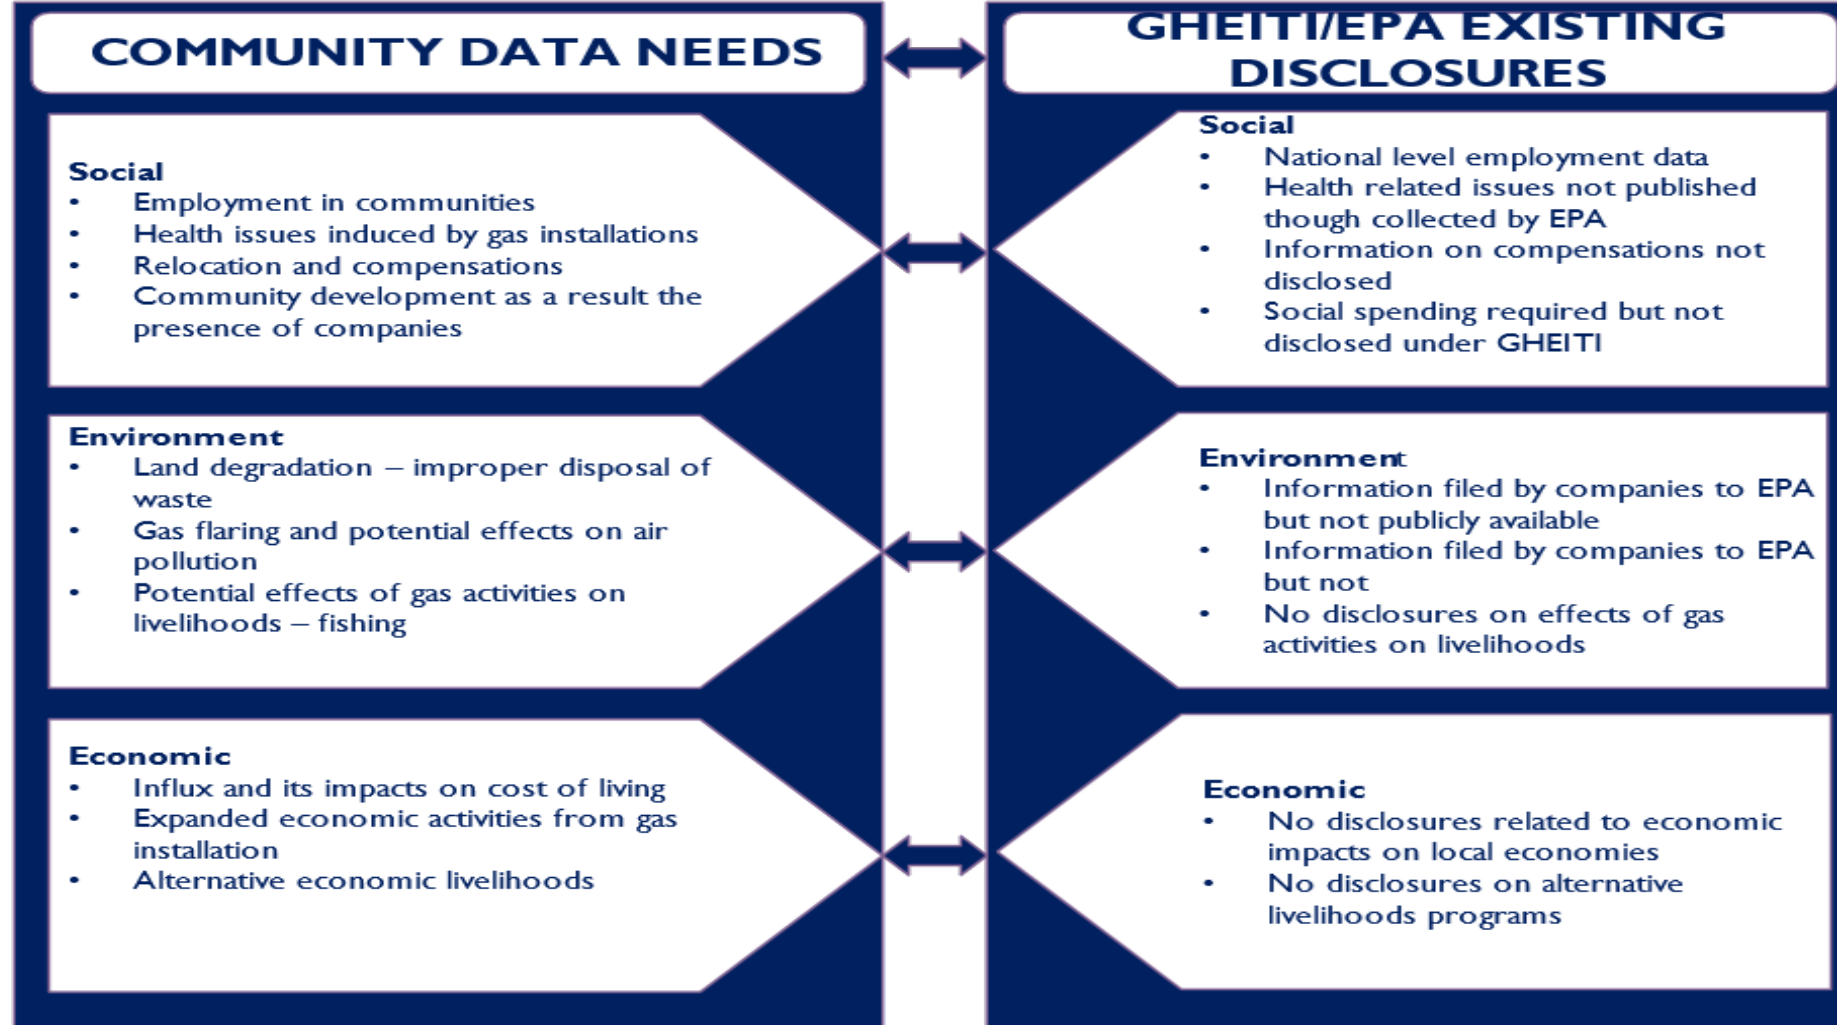 COMMUNITY DATA NEEDS
Social
• Employment in communities
• Health issues induced by gas installations
• Relocation and compensations
• Community development as a result the
presence of companies
Environment
• Land degradation – improper disposal of
waste
• Gas flaring and potential effects on air
pollution
• Potential effects of gas activities on
livelihoods – fishing
Economic
• Influx and its impacts on cost of living
• Expanded economic activities from gas
installation
• Alternative economic livelihoods
GHEITI/EPA EXISTING
DISCLOSURES
Social
• National level employment data
• Health related issues not published
though collected by EPA
• Information on compensations not
disclosed
• Social spending required but not
disclosed under GHEITI
Environment
• Information filed by companies to EPA
but not publicly available
• Information filed by companies to EPA
but not
• No disclosures on effects of gas
activities on livelihoods
Economic
• No disclosures related to economic
impacts on local economies
• No disclosures on alternative
livelihoods programs